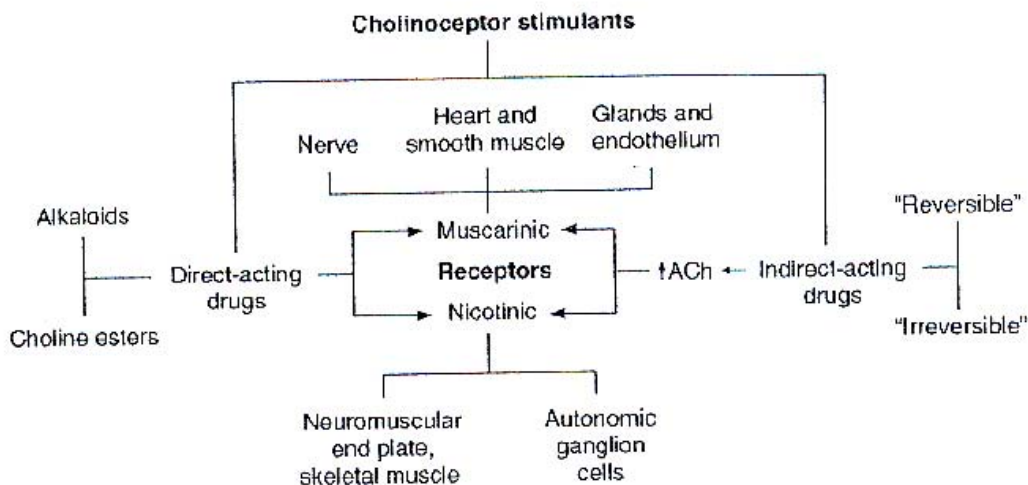 Cholinoceptor stimulants
Nerve
Heart and
smooth muscle
Glands and
endothelium
Alkaloids
Choline esters
Direct-acting
drugs
Muscarinic
Receptors
Nicotinic
↑ACh
Indirect-acting
drugs
"Reversible"
"Irreversible"
Neuromuscular
end plate,
skeletal muscle
Autonomic
ganglion
cells